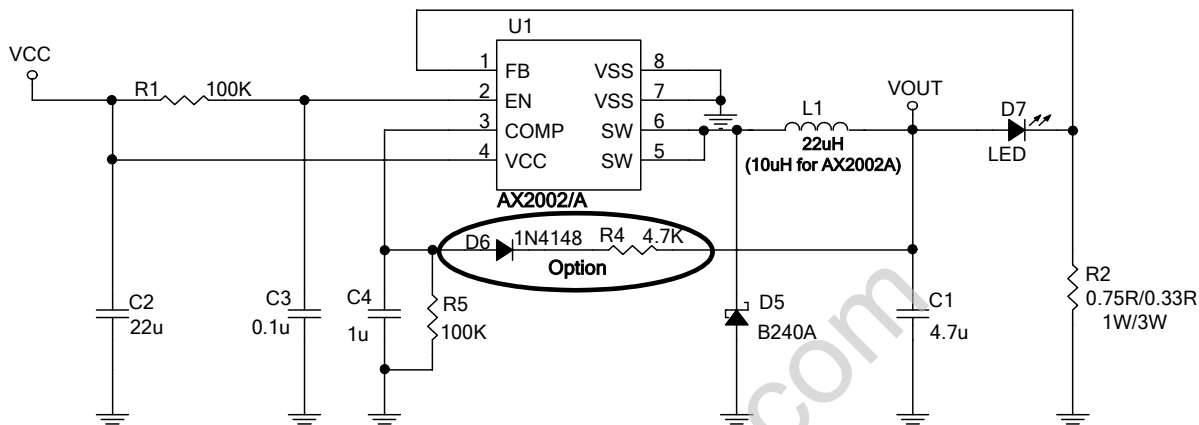 U1
VCC
1 FB VSS 8
R1 100K
2 EN VSS 7
3 COMP SW 6
4 VCC SW 5
AX2002/A
L1
22uH
(10uH for AX2002A)
VOUT
D7
LED
D6 1N4148 R4 4.7K
Option
C2
22u
C3
0.1u
C4
1u
R5
100K
D5
B240A
C1
4.7u
R2
0.75R/0.33R
1W/3W
.com